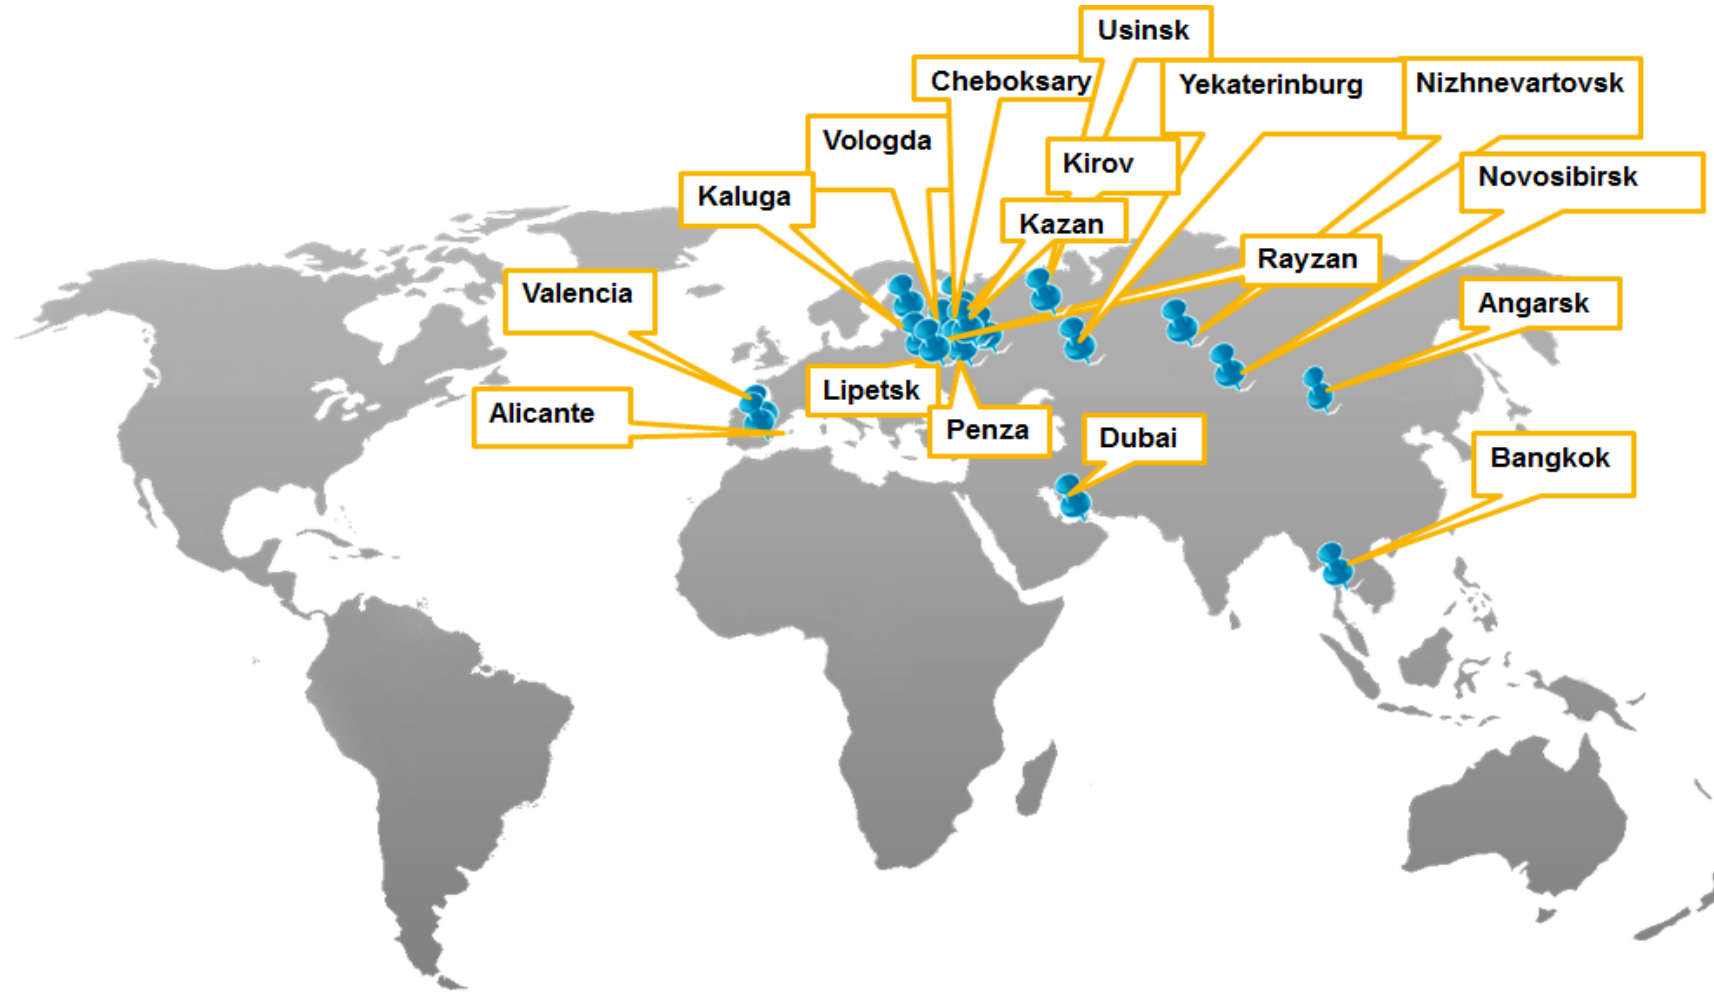 Usinsk
Cheboksary
Yekaterinburg
Nizhnevartovsk
Vologda
Kirov
Novosibirsk
Kaluga
Kazan
Rayzan
Valencia
Angarsk
Lipetsk
Alicante
Penza
Dubai
Bangkok